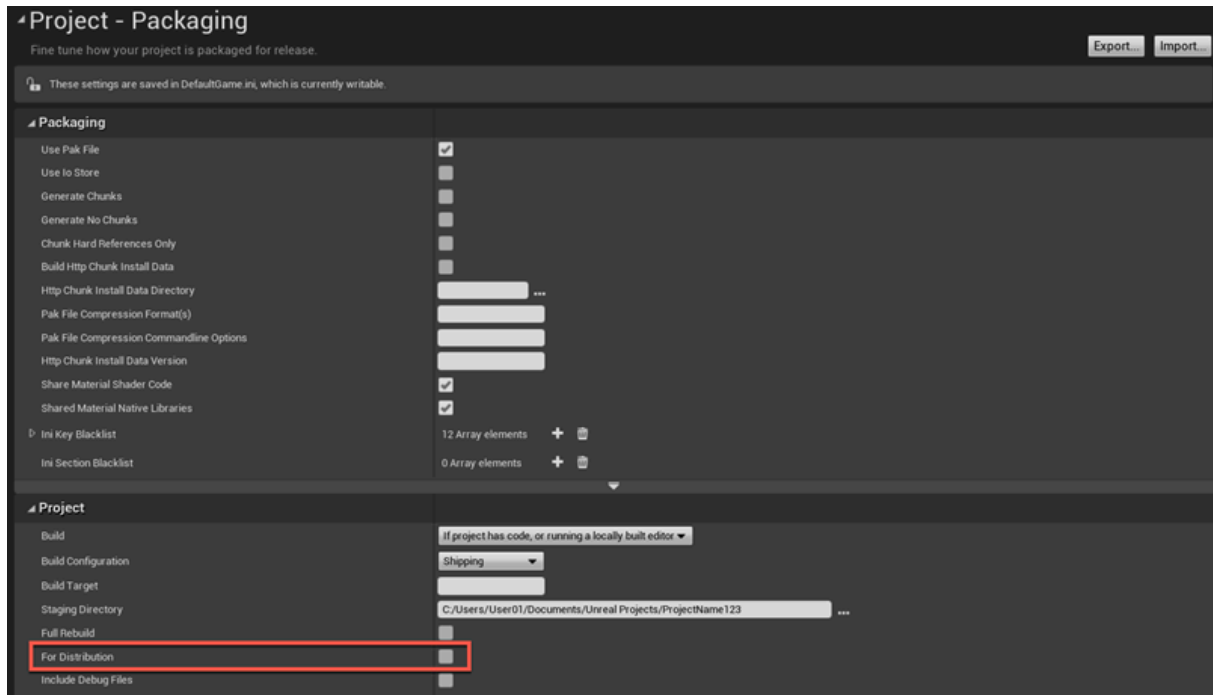 Project - Packaging
Fine tune how your project is packaged for release.
Export... Import...
These settings are saved in DefaultGame.ini, which is currently writable.
Packaging
Use Pak File
Use Io Store
Generate Chunks
Generate No Chunks
Chunk Hard References Only
Build Http Chunk Install Data
Http Chunk Install Data Directory ...
Pak File Compression Format(s)
Pak File Compression Commandline Options
Http Chunk Install Data Version
Share Material Shader Code
Shared Material Native Libraries
Ini Key Blacklist 12 Array elements
Ini Section Blacklist 0 Array elements
Project
Build If project has code, or running a locally built editor
Build Configuration Shipping
Build Target
Staging Directory C:/Users/User01/Documents/Unreal Projects/ProjectName123 ...
Full Rebuild
For Distribution
Include Debug Files